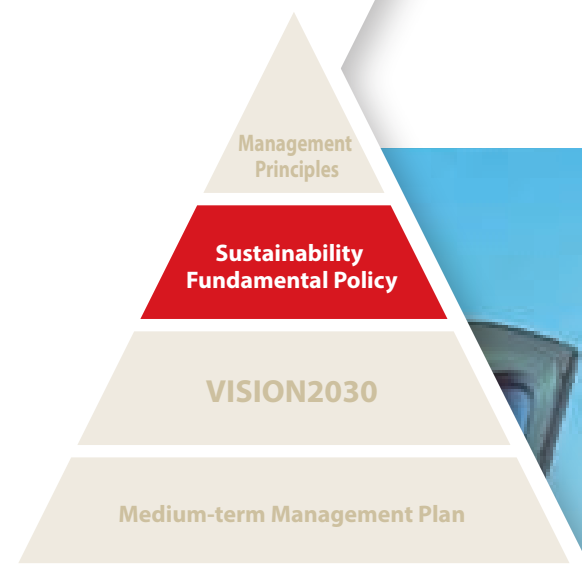 Management
Principles
Sustainability
Fundamental Policy
VISION2030
Medium-term Management Plan